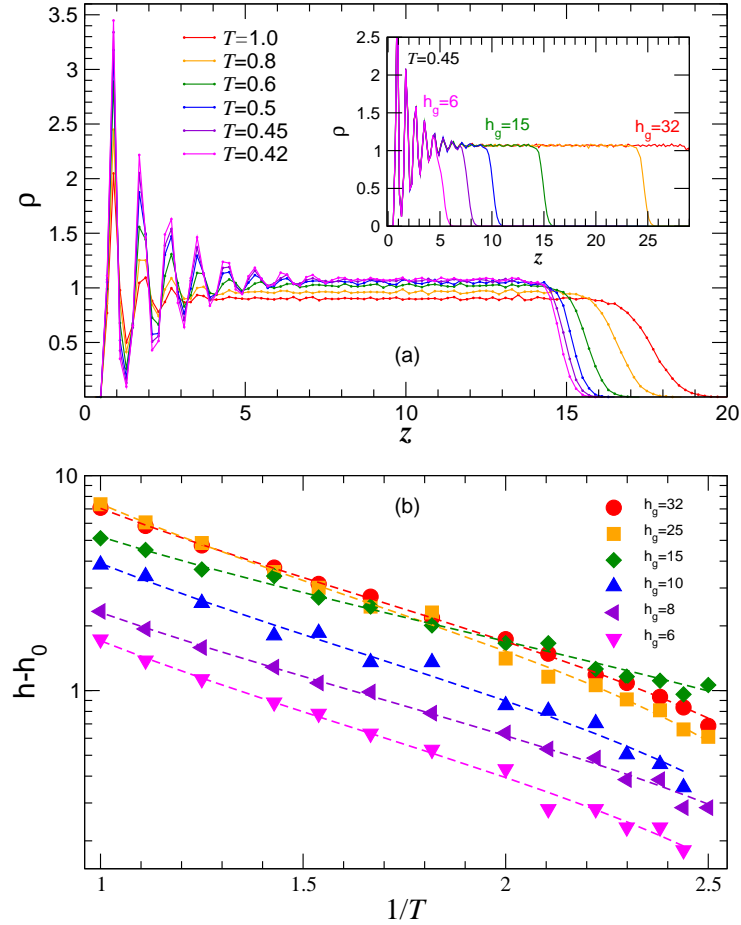 3.5
3
2.5
2
1.5
1
0.5
ρ
T=1.0
T=0.8
T=0.6
T=0.5
T=0.45
T=0.42
2.5
2
1.5
1
0.5
0
ρ
T=0.45
h_g=6
h_g=15
h_g=32
0 5 10 15 20 25
z
(a)
0 5 10 15 20
z
10
1
h-h_0
(b)
h_g=32
h_g=25
h_g=15
h_g=10
h_g=8
h_g=6
1 1.5 2 2.5
1/T